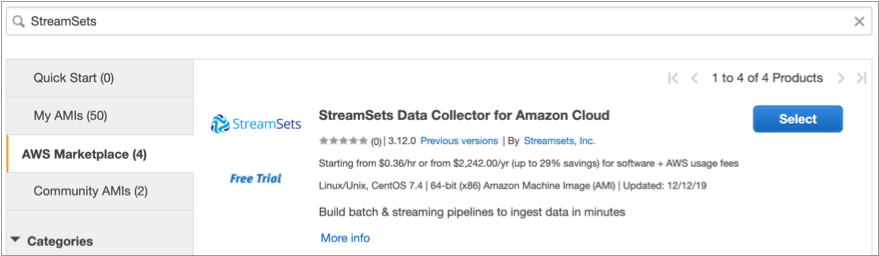 StreamSets
Quick Start (0)
My AMIs (50)
AWS Marketplace (4)
Community AMIs (2)
Categories
1 to 4 of 4 Products
StreamSets
Free Trial
StreamSets Data Collector for Amazon Cloud
Select
(0) | 3.12.0 Previous versions | By Streamsets, Inc.
Starting from $0.36/hr or from $2,242.00/yr (up to 29% savings) for software + AWS usage fees
Linux/Unix, CentOS 7.4 | 64-bit (x86) Amazon Machine Image (AMI) | Updated: 12/12/19
Build batch & streaming pipelines to ingest data in minutes
More info